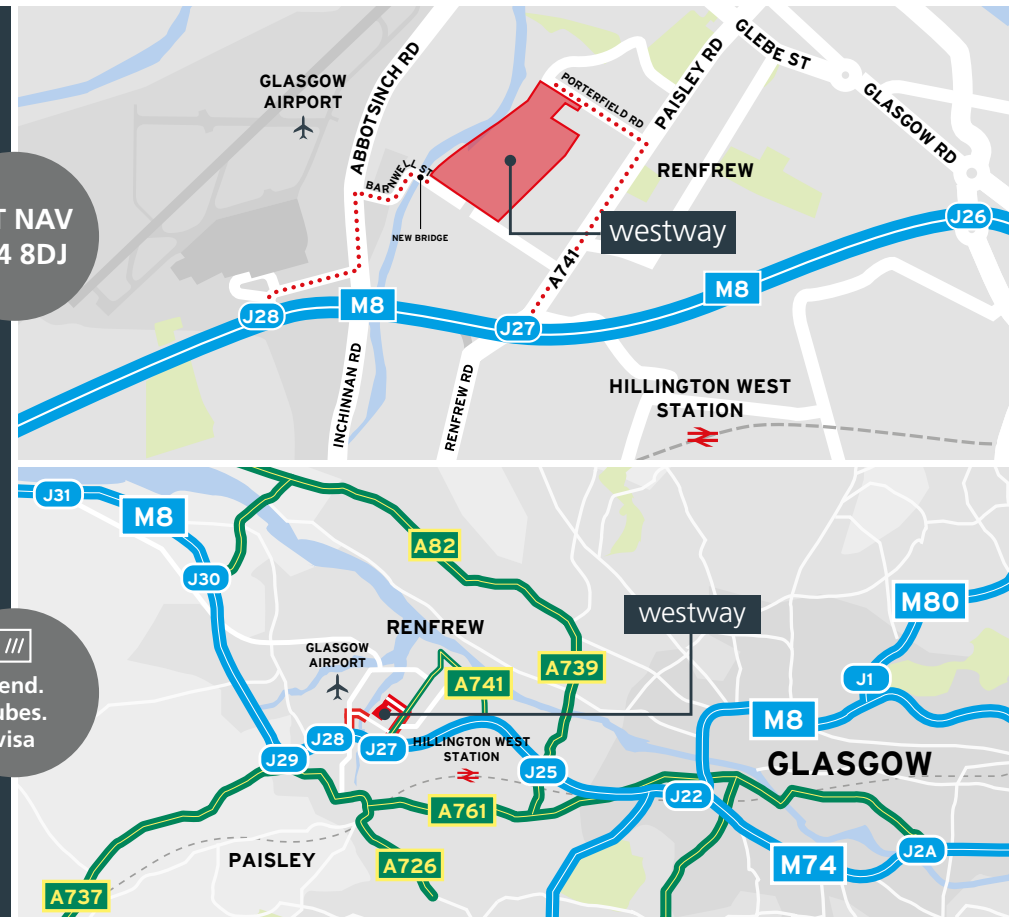 GLASGOW
AIRPORT
ABBOTSINCH RD
PORTERFIELD RD
PAISLEY RD
GLEBE ST
GLASGOW RD
RENFREW
BARNWELL ST
NEW BRIDGE
westway
A741
J26
M8
M8
J28
J27
INCHINNAN RD
RENFREW RD
HILLINGTON WEST
STATION
T NAV
4 8DJ
J31
M8
J30
A82
RENFREW
GLASGOW
AIRPORT
A741
A739
westway
M80
J1
M8
GLASGOW
J28
J27
HILLINGTON WEST
STATION
J29
J25
J22
A761
PAISLEY
A726
A737
M74
J2A
///
end.
ubes.
visa